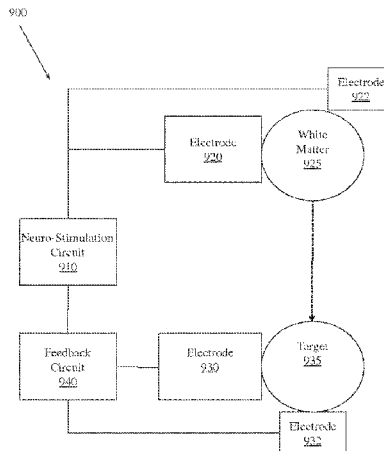 900
Electrode
922
Electrode
920
White
Matter
925
Neuro-Stimulation
Circuit
910
Feedback
Circuit
940
Electrode
930
Target
935
Electrode
932